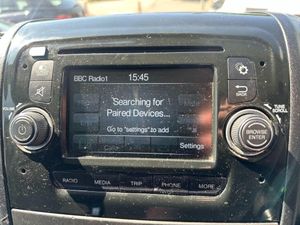 BBC Radio1 15:45
Searching for
Paired Devices...
Go to "settings" to add
Settings
VOLUME
TUNE
SCROLL
BACK
BROWSE
ENTER
RADIO MEDIA TRIP PHONE MORE